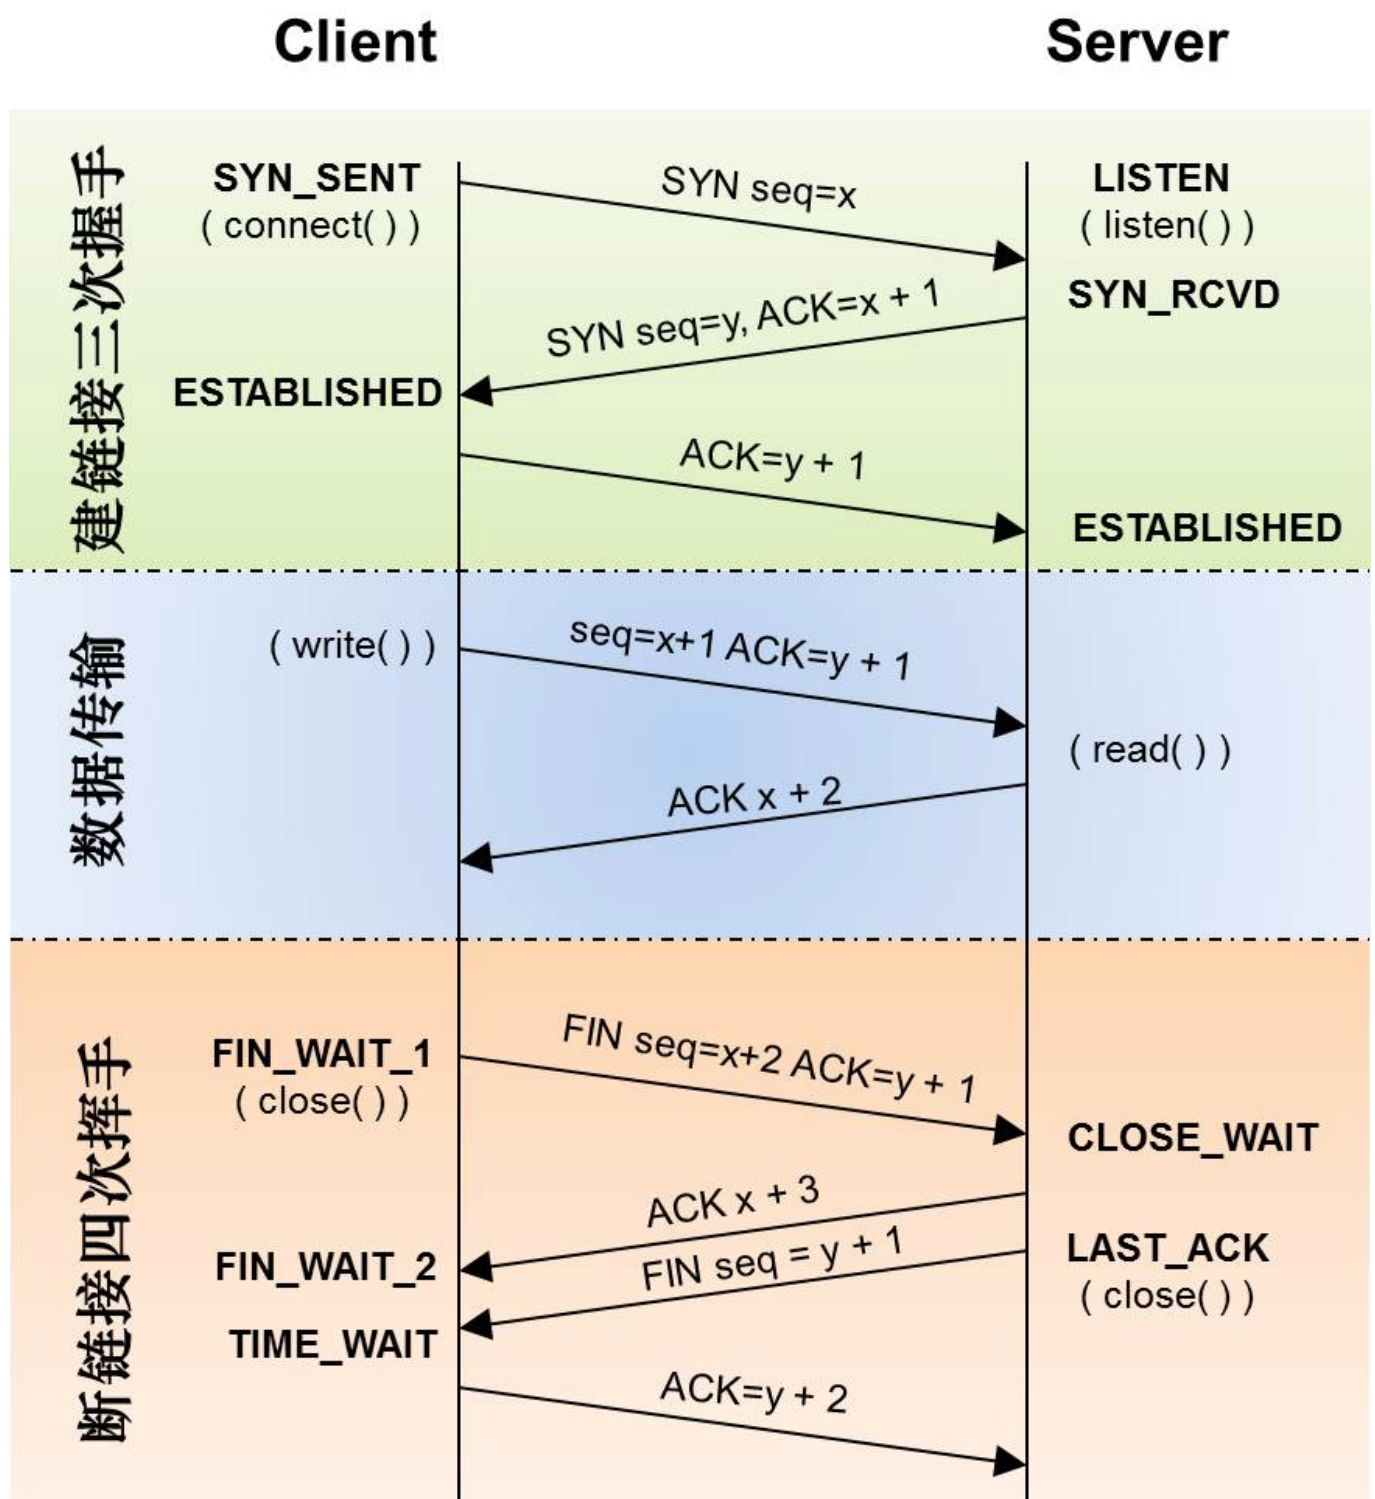 Client
Server
建链接三次握手
SYN_SENT
( connect( ) )
SYN seq=x
LISTEN
( listen( ) )
SYN_RCVD
SYN seq=y, ACK=x + 1
ESTABLISHED
ACK=y + 1
ESTABLISHED
数据传输
( write( ) )
seq=x+1 ACK=y + 1
( read( ) )
ACK x + 2
断链接四次挥手
FIN_WAIT_1
( close( ) )
FIN seq=x+2 ACK=y + 1
CLOSE_WAIT
ACK x + 3
FIN_WAIT_2
FIN seq = y + 1
LAST_ACK
( close( ) )
TIME_WAIT
ACK=y + 2